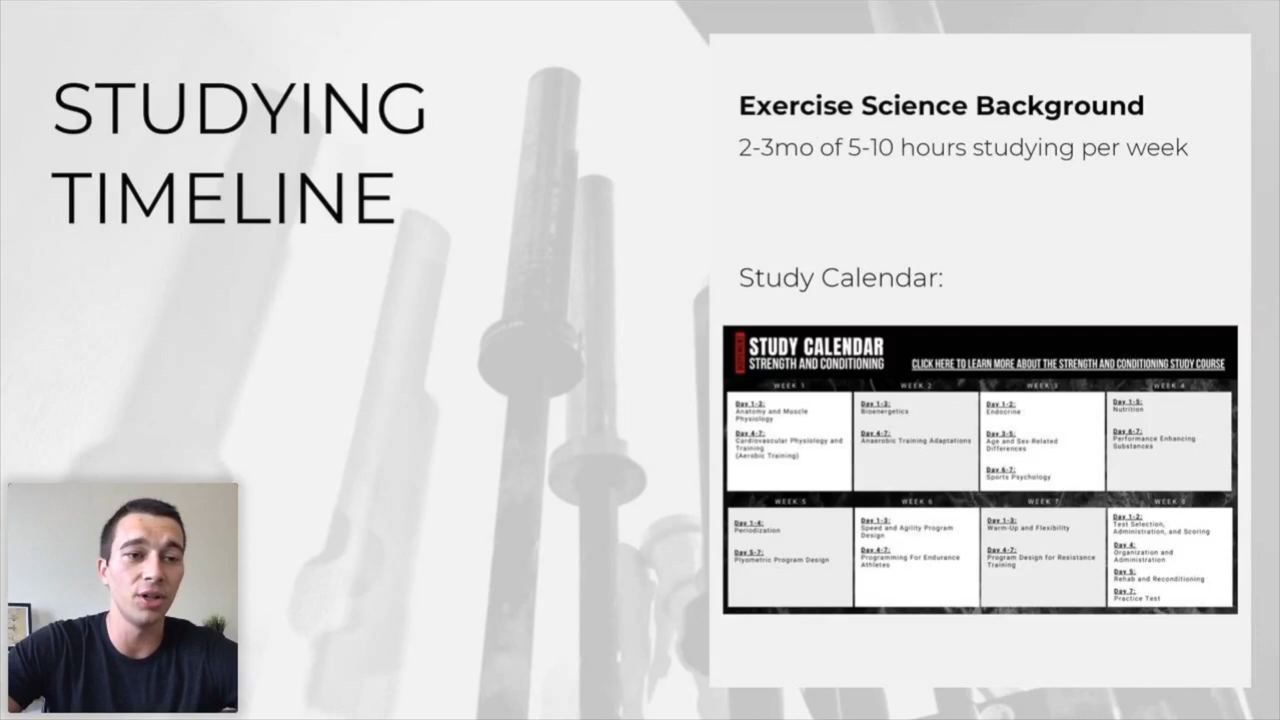 STUDYING
TIMELINE
Exercise Science Background
2-3mo of 5-10 hours studying per week
Study Calendar:
STUDY CALENDAR
STRENGTH AND CONDITIONING
CLICK HERE TO LEARN MORE ABOUT THE STRENGTH AND CONDITIONING STUDY COURSE
WEEK 1
Day 1-3:
Anatomy and Muscle
Physiology
Day 4-7:
Cardiovascular Physiology and
Training
(Aerobic Training)
WEEK 2
Day 1-3:
Bioenergetics
Day 4-7:
Anaerobic Training Adaptations
WEEK 3
Day 1-2:
Endocrine
Day 3-5:
Age and Sex-Related
Differences
Day 6-7:
Sports Psychology
WEEK 4
Day 1-5:
Nutrition
Day 6-7:
Performance Enhancing
Substances
WEEK 5
Day 1-4:
Periodization
Day 5-7:
Plyometric Program Design
WEEK 6
Day 1-3:
Speed and Agility Program
Design
Day 4-7:
Programming For Endurance
Athletes
WEEK 7
Day 1-3:
Warm-Up and Flexibility
Day 4-7:
Program Design for Resistance
Training
WEEK 8
Day 1-2:
Test Selection,
Administration, and Scoring
Day 4:
Organization and
Administration
Day 5:
Rehab and Reconditioning
Day 7:
Practice Test